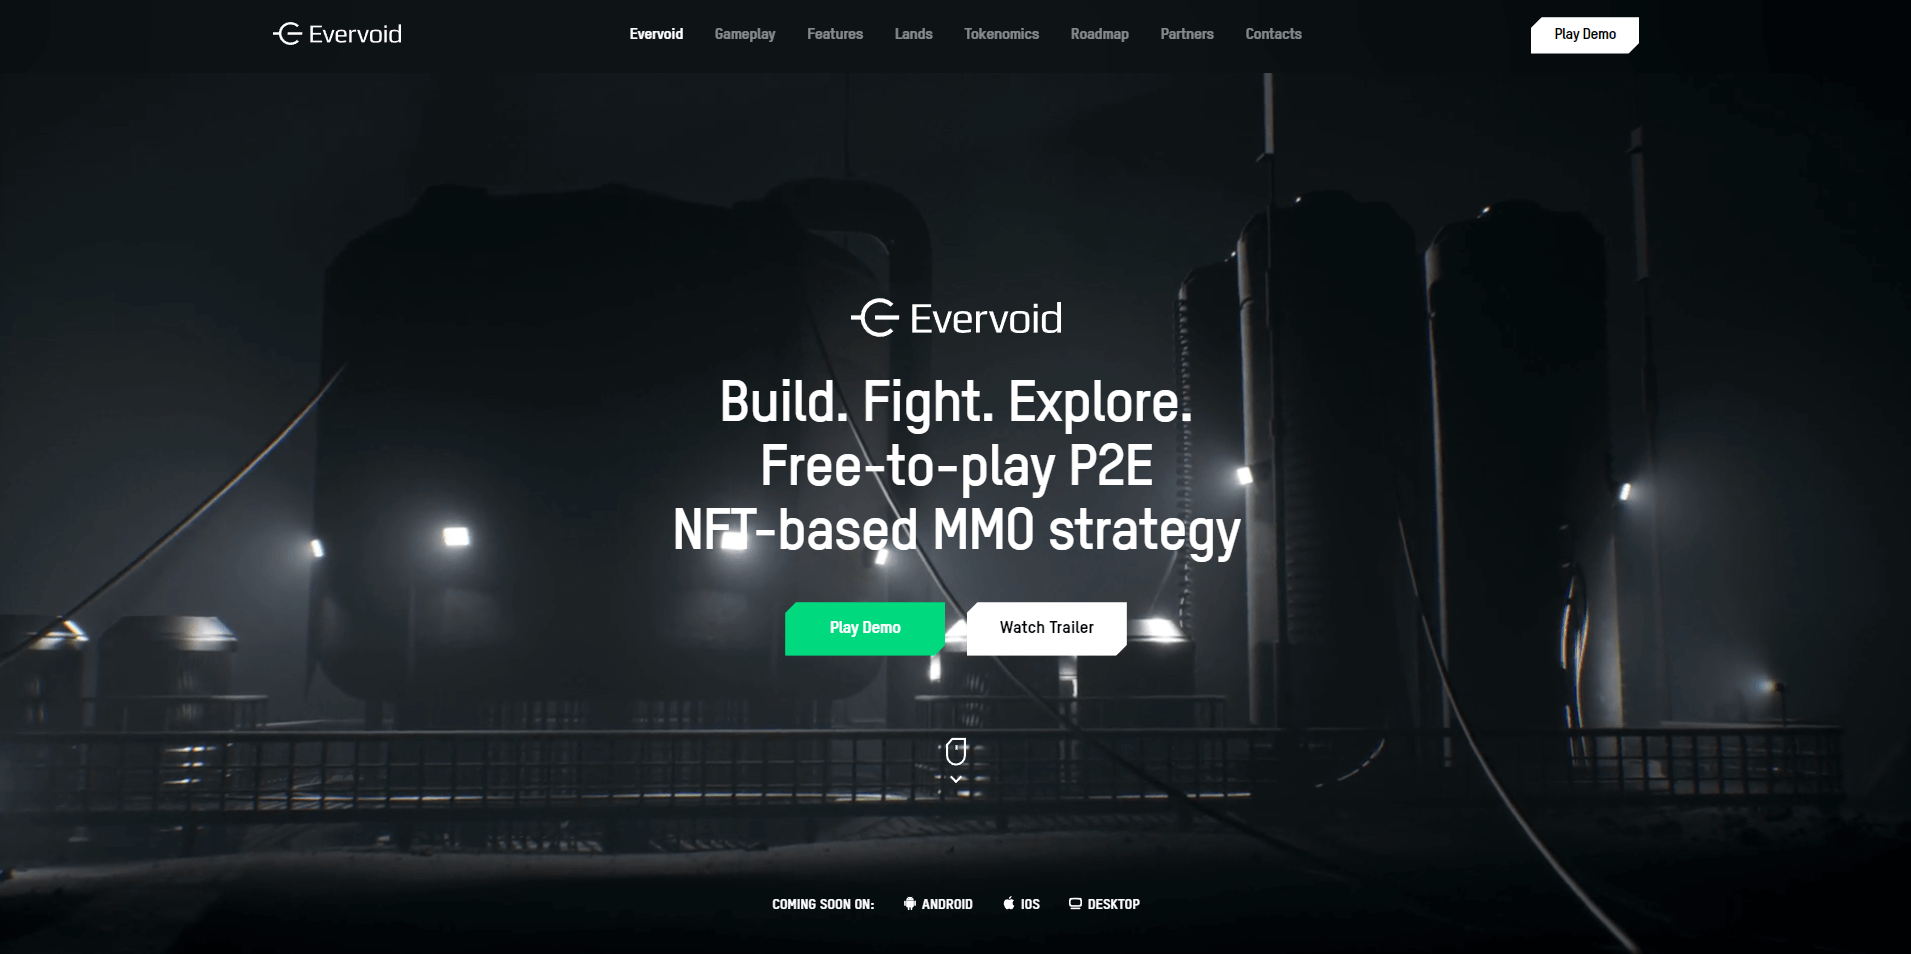 Evervoid
Evervoid Gameplay Features Lands Tokenomics Roadmap Partners Contacts
Play Demo
Evervoid
Build. Fight. Explore.
Free-to-play P2E
NFT-based MMO strategy
Play Demo
Watch Trailer
COMING SOON ON: ANDROID IOS DESKTOP